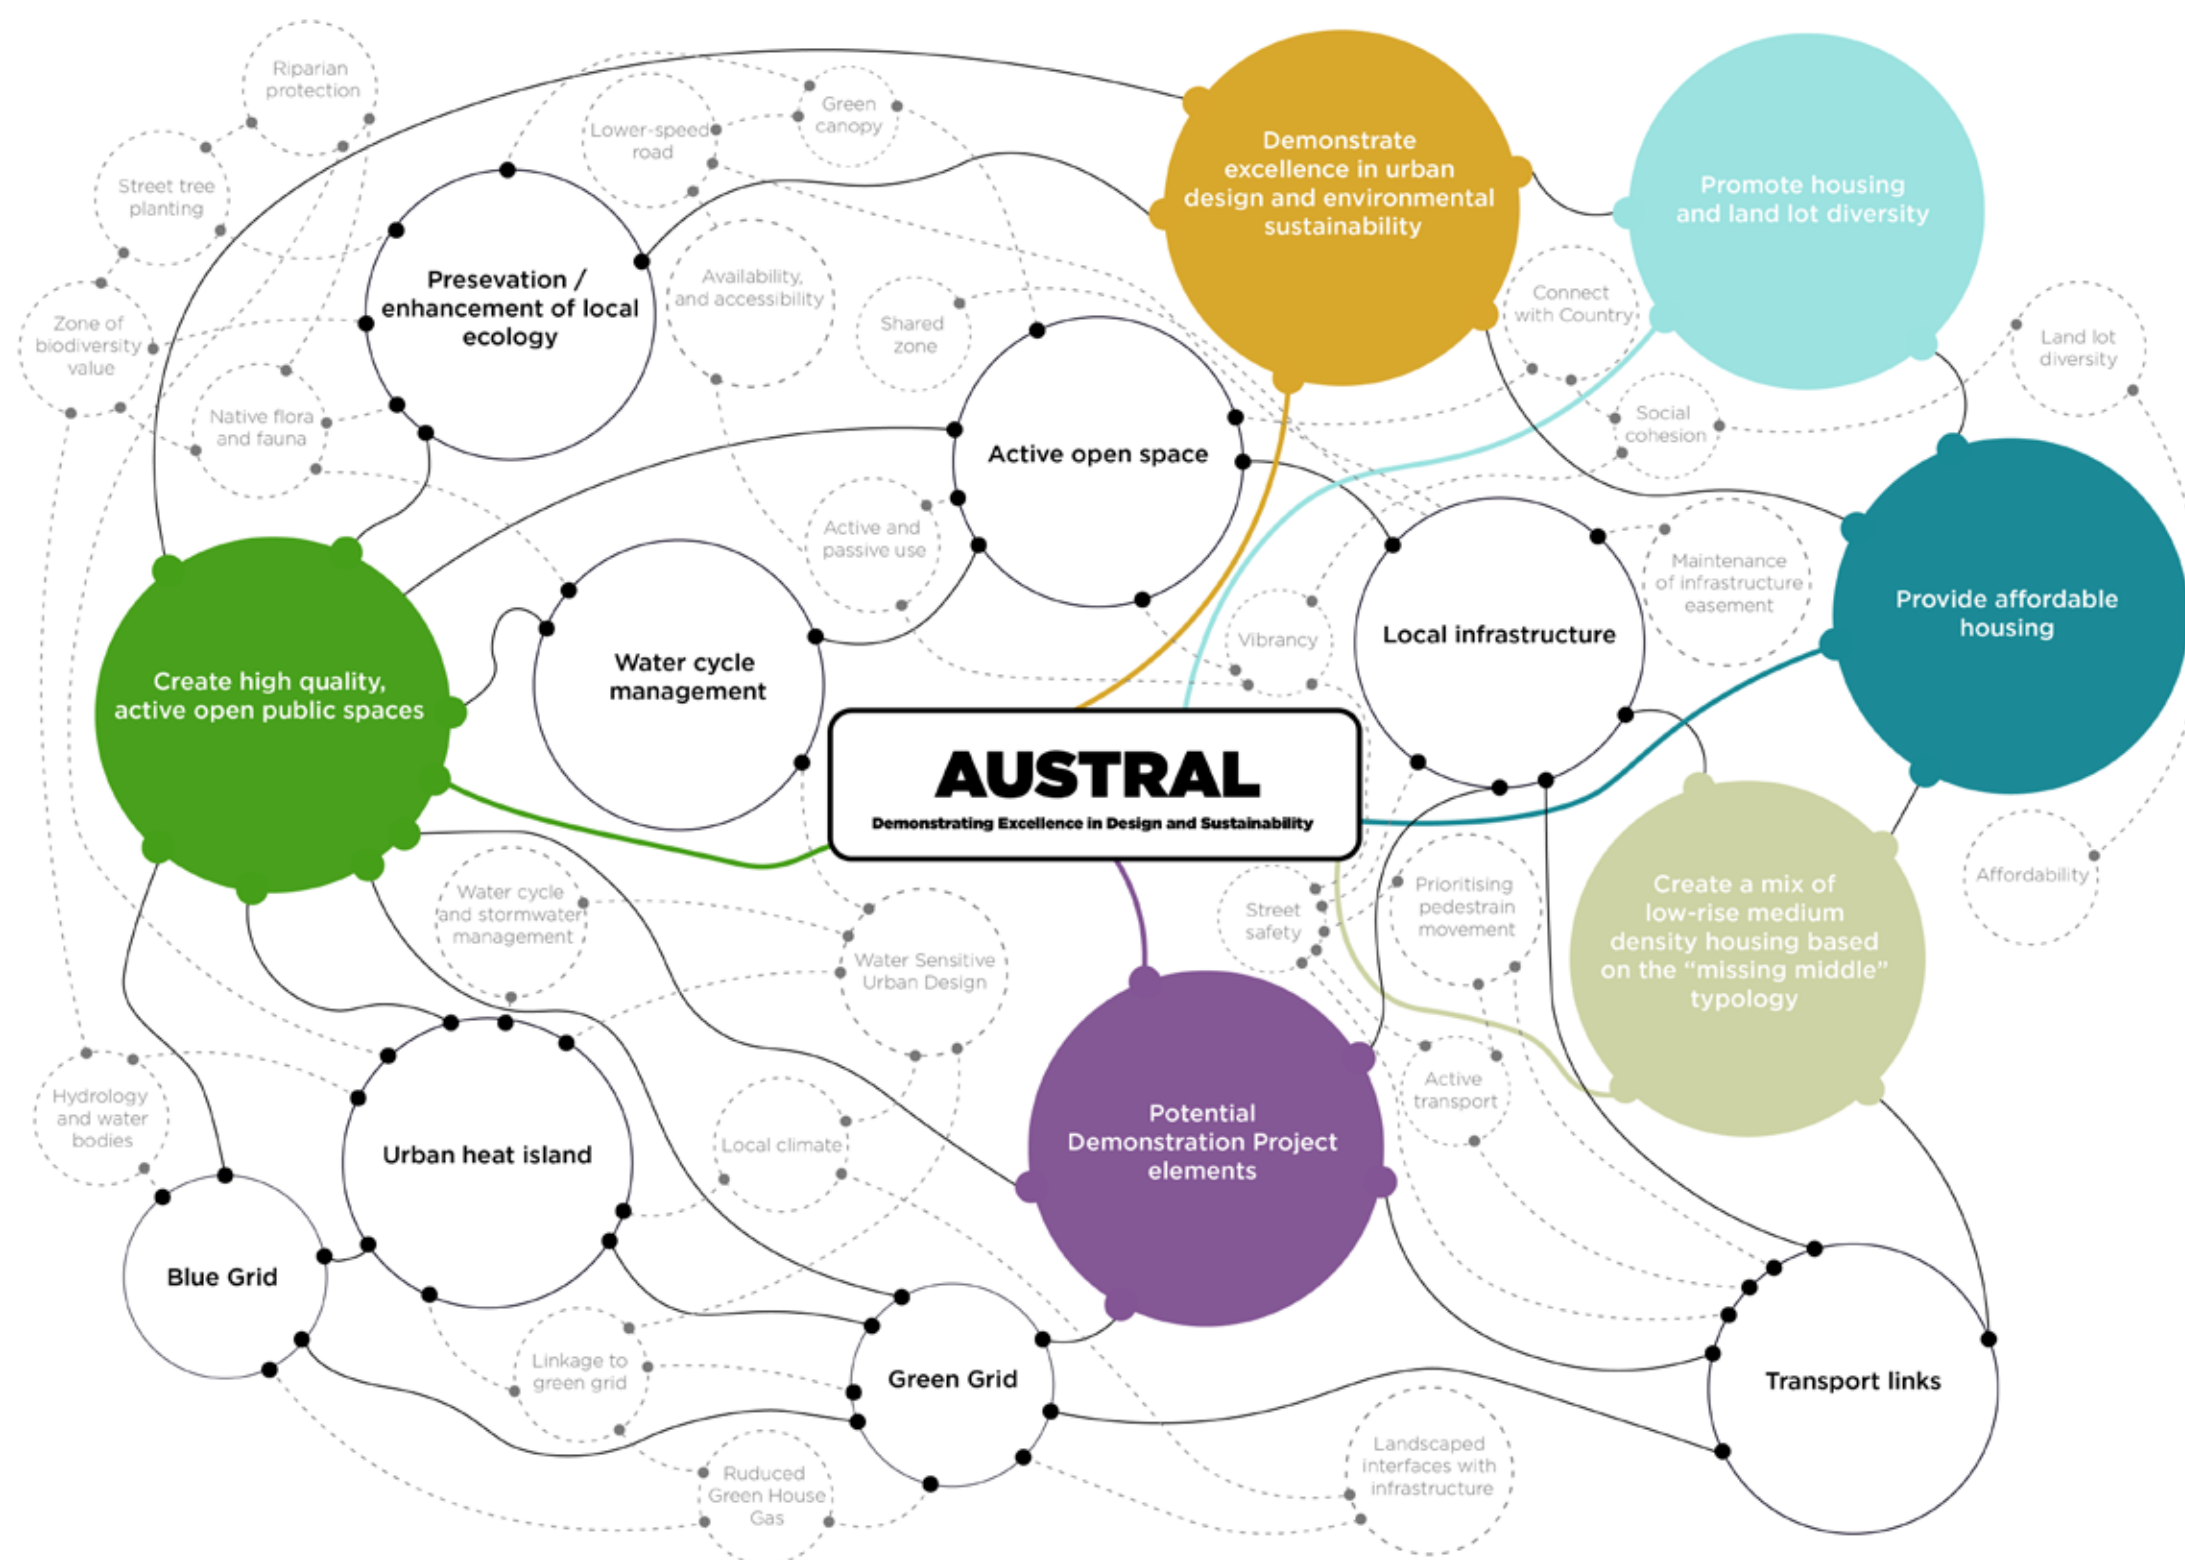 Riparian
protection
Street tree
planting
Zone of
biodiversity
value
Native flora
and fauna
Presevation /
enhancement of local
ecology
Lower-speed
road
Green
canopy
Availability,
and accessibility
Shared
zone
Demonstrate
excellence in urban
design and environmental
sustainability
Promote housing
and land lot diversity
Connect
with Country
Land lot
diversity
Social
cohesion
Active open space
Active and
passive use
Water cycle
management
Create high quality,
active open public spaces
Vibrancy
Local infrastructure
Maintenance
of infrastructure
easement
Provide affordable
housing
AUSTRAL
Demonstrating Excellence in Design and Sustainability
Water cycle
and stormwater
management
Water Sensitive
Urban Design
Street
safety
Prioritising
pedestrain
movement
Create a mix of
low-rise medium
density housing based
on the “missing middle”
typology
Affordability
Hydrology
and water
bodies
Urban heat island
Local climate
Potential
Demonstration Project
elements
Active
transport
Blue Grid
Linkage to
green grid
Green Grid
Transport links
Ruduced
Green House
Gas
Landscaped
interfaces with
infrastructure